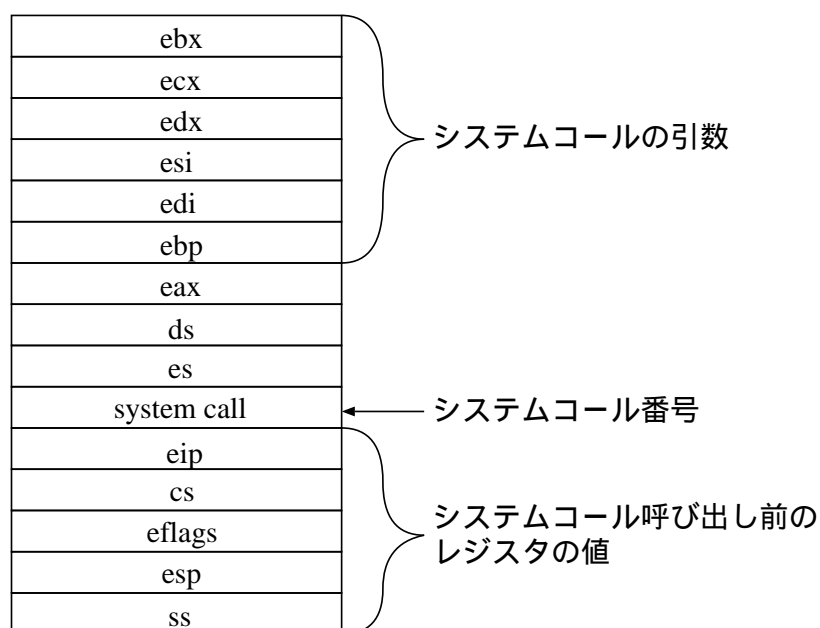 ebx
ecx
edx
esi
edi
ebp
システムコールの引数
eax
ds
es
system call
システムコール番号
eip
cs
eflags
esp
ss
システムコール呼び出し前の
レジスタの値